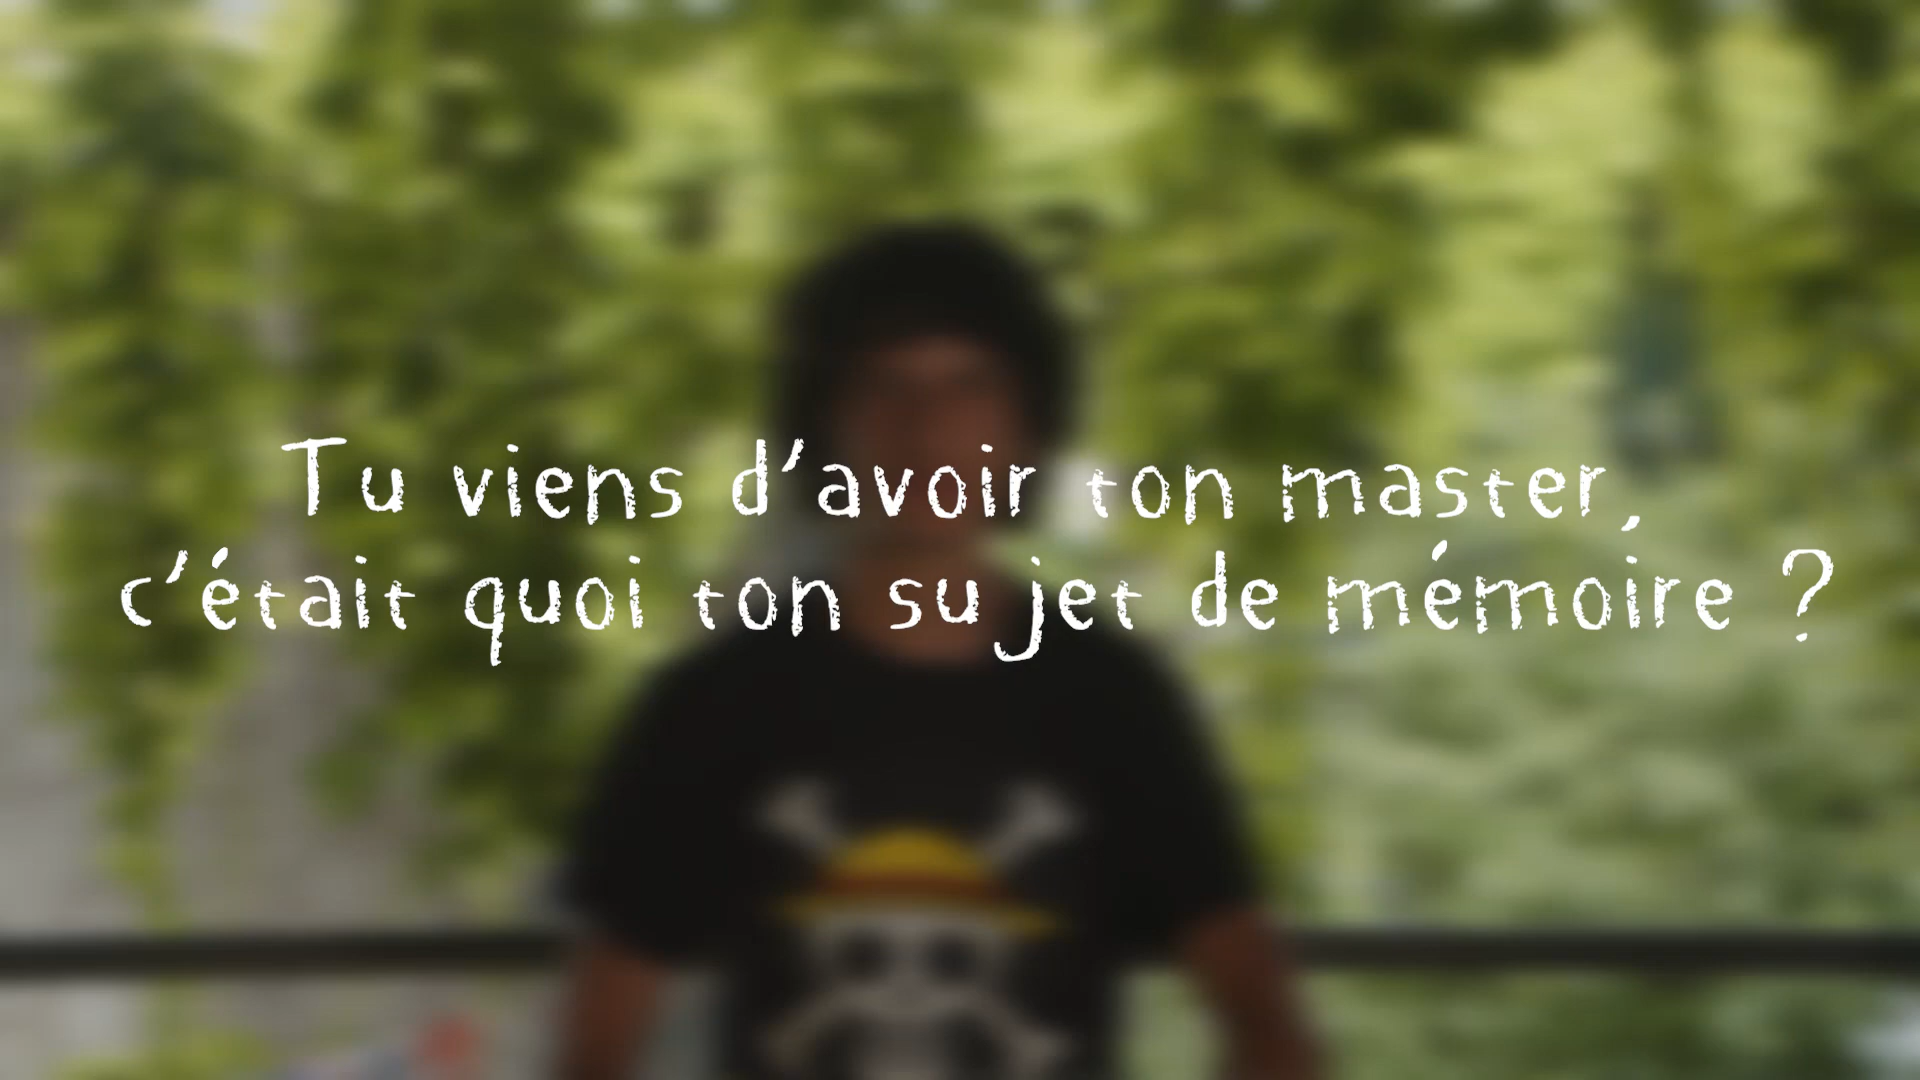 Tu viens d'avoir ton master,
c'était quoi ton sujet de mémoire ?